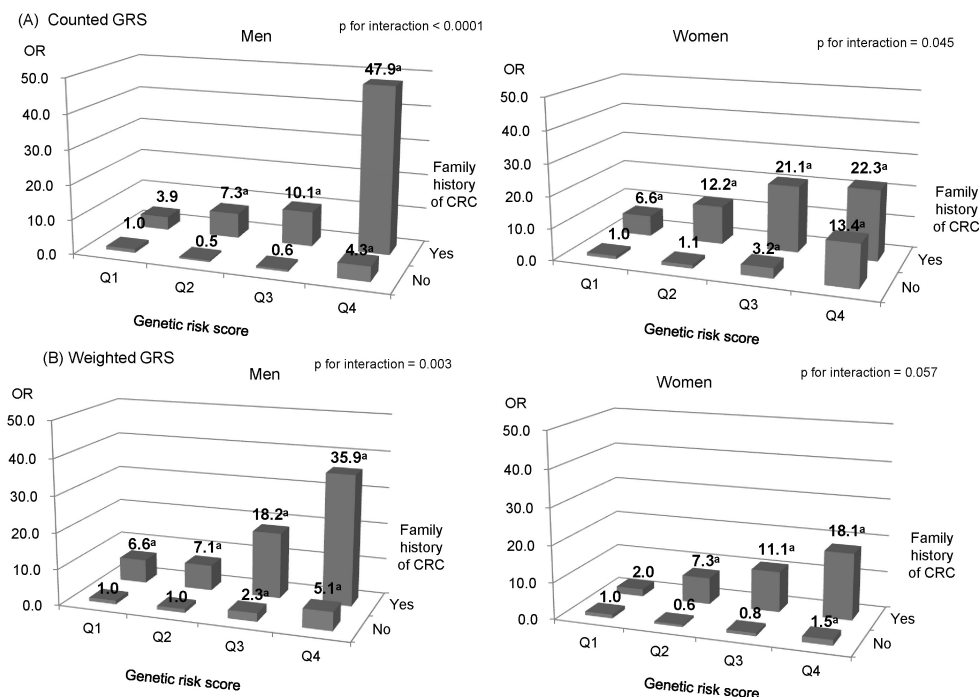 (A) Counted GRS
Men
p for interaction < 0.0001
OR
50.0
40.0
30.0
20.0
10.0
0.0
47.9a
3.9
7.3a
10.1a
1.0
0.5
0.6
4.3a
Family
history
of CRC
Yes
No
Q1
Q2
Q3
Q4
Genetic risk score
Women
p for interaction = 0.045
OR
50.0
40.0
30.0
20.0
10.0
0.0
6.6a
12.2a
21.1a
22.3a
1.0
1.1
3.2a
13.4a
Family
history
of CRC
Yes
No
Q1
Q2
Q3
Q4
Genetic risk score
(B) Weighted GRS
Men
p for interaction = 0.003
OR
50.0
40.0
30.0
20.0
10.0
0.0
6.6a
7.1a
18.2a
35.9a
1.0
1.0
2.3a
5.1a
Family
history
of CRC
Yes
No
Q1
Q2
Q3
Q4
Genetic risk score
Women
p for interaction = 0.057
OR
50.0
40.0
30.0
20.0
10.0
0.0
2.0
7.3a
11.1a
18.1a
1.0
0.6
0.8
1.5a
Family
history
of CRC
Yes
No
Q1
Q2
Q3
Q4
Genetic risk score